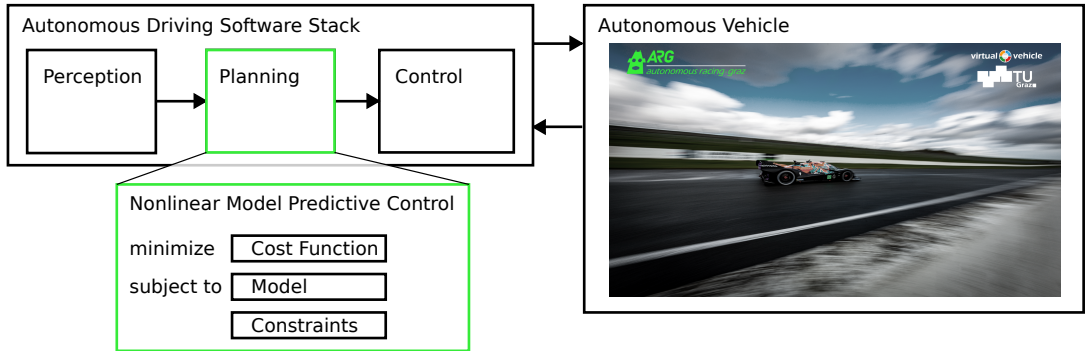 Autonomous Driving Software Stack
Perception
Planning
Control
Nonlinear Model Predictive Control
minimize
Cost Function
subject to
Model
Constraints
Autonomous Vehicle
ARG
autonomous racing graz
virtual vehicle
TU
Graz